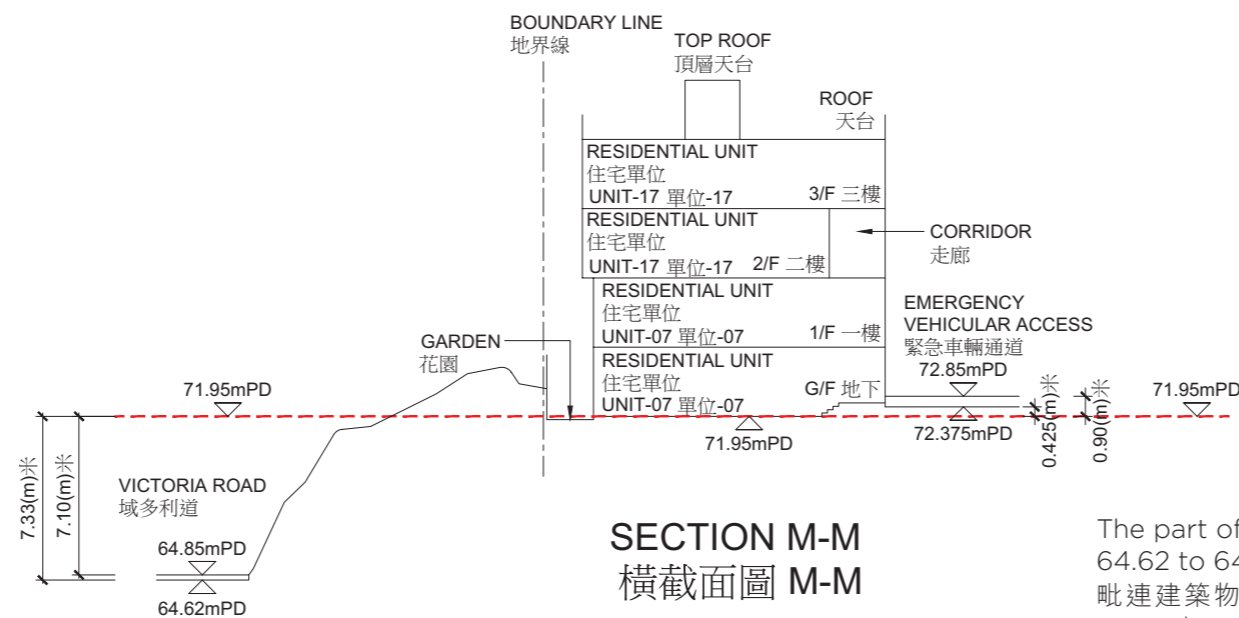 BOUNDARY LINE
地界線
TOP ROOF
頂層天台
ROOF
天台
RESIDENTIAL UNIT
住宅單位
UNIT-17 單位-17
3/F 三樓
RESIDENTIAL UNIT
住宅單位
UNIT-17 單位-17
2/F 二樓
CORRIDOR
走廊
RESIDENTIAL UNIT
住宅單位
UNIT-07 單位-07
1/F 一樓
EMERGENCY
VEHICULAR ACCESS
緊急車輛通道
GARDEN
花園
RESIDENTIAL UNIT
住宅單位
UNIT-07 單位-07
G/F 地下
71.95mPD
72.85mPD
71.95mPD
71.95mPD
72.375mPD
0.425(m)米
0.90(m)米
7.33(m)米
7.10(m)米
VICTORIA ROAD
域多利道
64.85mPD
64.62mPD
SECTION M-M
橫截面圖 M-M
The part of
64.62 to 64
毗連建築物